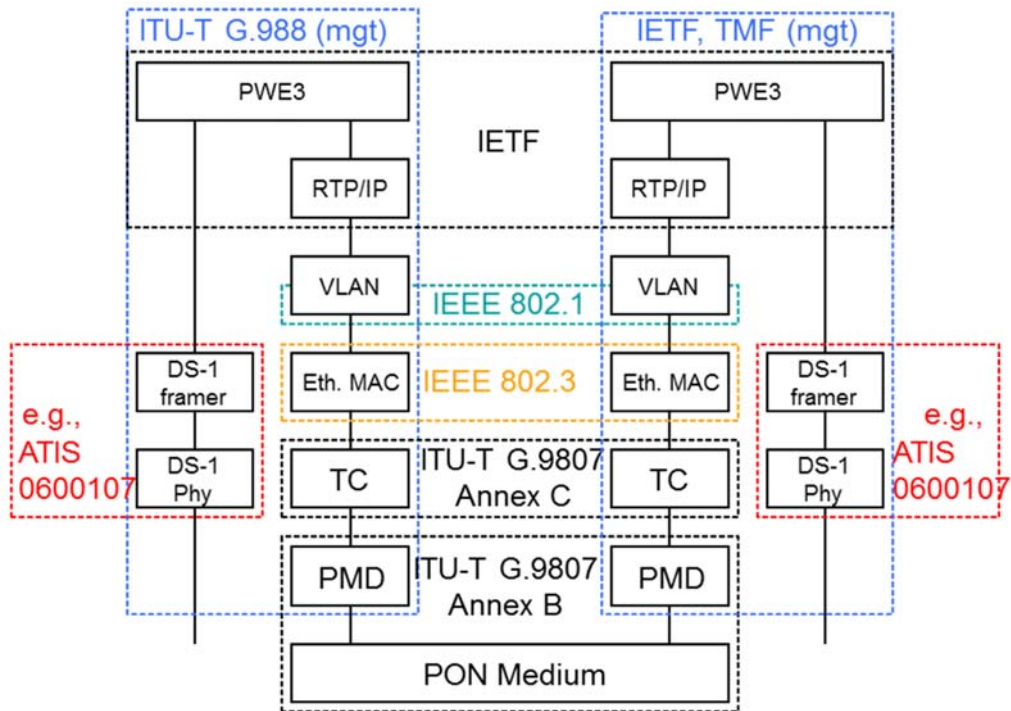 ITU-T G.988 (mgt)
IETF, TMF (mgt)
PWE3
PWE3
IETF
RTP/IP
RTP/IP
VLAN
VLAN
IEEE 802.1
DS-1
framer
Eth. MAC
IEEE 802.3
Eth. MAC
DS-1
framer
e.g.,
ATIS
0600107
e.g.,
ATIS
0600107
DS-1
Phy
TC
ITU-T G.9807
Annex C
TC
DS-1
Phy
PMD
ITU-T G.9807
Annex B
PMD
PON Medium